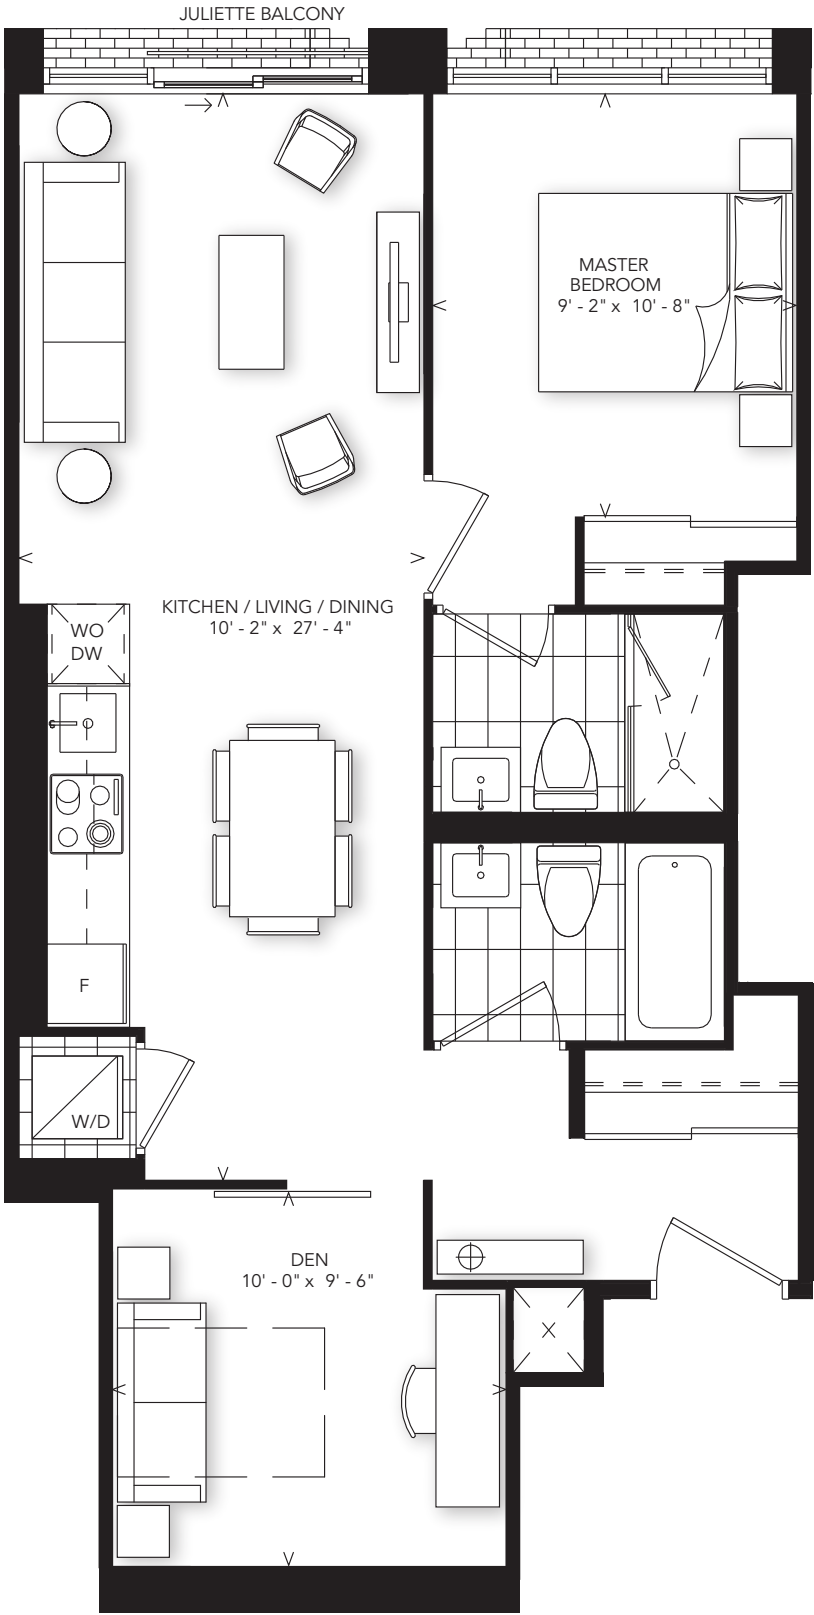 JULIETTE BALCONY
MASTER
BEDROOM
9' - 2" x 10' - 8"
KITCHEN / LIVING / DINING
10' - 2" x 27' - 4"
WO
DW
F
W/D
DEN
10' - 0" x 9' - 6"